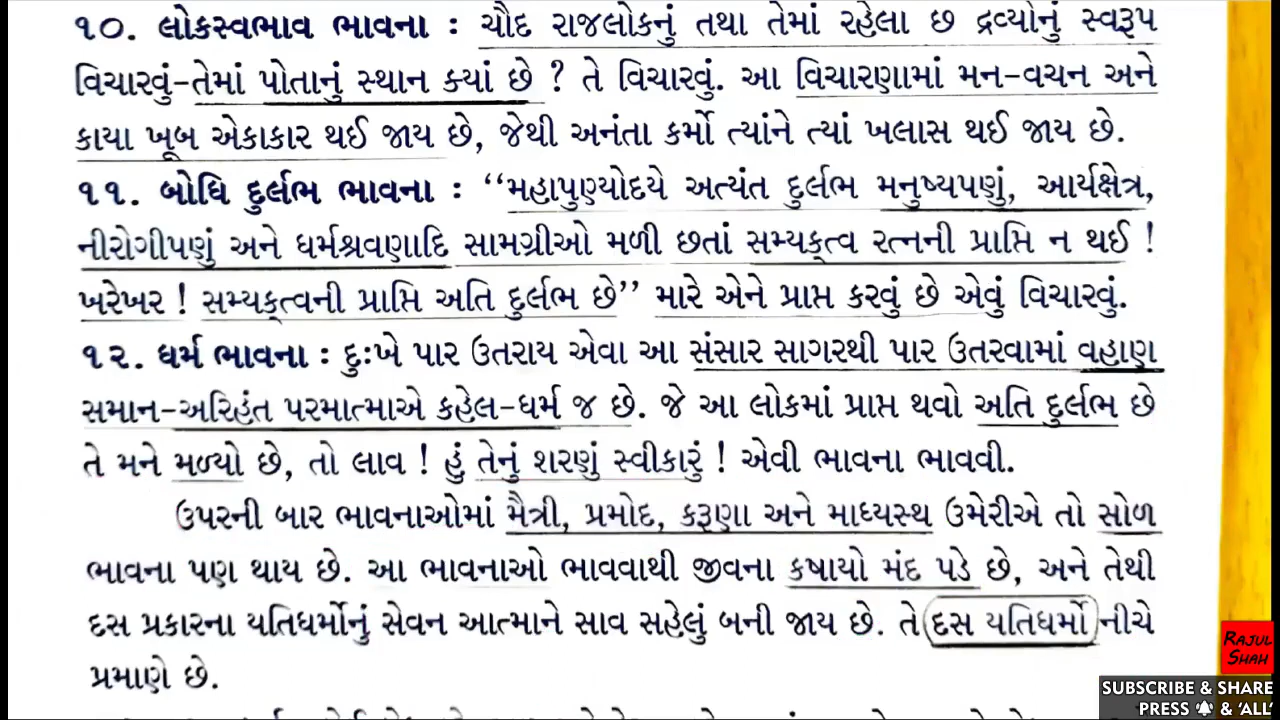 ૧૦. લોકસ્વભાવ ભાવના : ચૌદ રાજલોકનું તથા તેમાં રહેલા છ દ્રવ્યોનું સ્વરૂપ
વિચારવું-તેમાં પોતાનું સ્થાન ક્યાં છે ? તે વિચારવું. આ વિચારણામાં મન-વચન અને
કાયા ખૂબ એકાકાર થઈ જાય છે, જેથી અનંતા કર્મો ત્યાંને ત્યાં ખલાસ થઈ જાય છે.
૧૧. બોધિ દુર્લભ ભાવના : “મહાપુણ્યોદયે અત્યંત દુર્લભ મનુષ્યપણું, આર્યક્ષેત્ર,
નીરોગીપણું અને ધર્મશ્રવણાદિ સામગ્રીઓ મળી છતાં સમ્યક્ત્વ રત્નની પ્રાપ્તિ ન થઈ !
ખરેખર ! સમ્યક્ત્વની પ્રાપ્તિ અતિ દુર્લભ છે” મારે એને પ્રાપ્ત કરવું છે એવું વિચારવું.
૧૨. ધર્મ ભાવના : દુઃખે પાર ઉતરાય એવા આ સંસાર સાગરથી પાર ઉતરવામાં વહાણ
સમાન-અરિહંત પરમાત્માએ કહેલ-ધર્મ જ છે. જે આ લોકમાં પ્રાપ્ત થવો અતિ દુર્લભ છે
તે મને મળ્યો છે, તો લાવ ! હું તેનું શરણું સ્વીકારું ! એવી ભાવના ભાવવી.
ઉપરની બાર ભાવનાઓમાં મૈત્રી, પ્રમોદ, કરૂણા અને માધ્યસ્થ ઉમેરીએ તો સોળ
ભાવના પણ થાય છે. આ ભાવનાઓ ભાવવાથી જીવના કષાયો મંદ પડે છે, અને તેથી
દસ પ્રકારના યતિધર્મોનું સેવન આત્માને સાવ સહેલું બની જાય છે. તે દસ યતિધર્મો નીચે
પ્રમાણે છે.
RAJUL
SHAH
SUBSCRIBE & SHARE
PRESS & 'ALL'